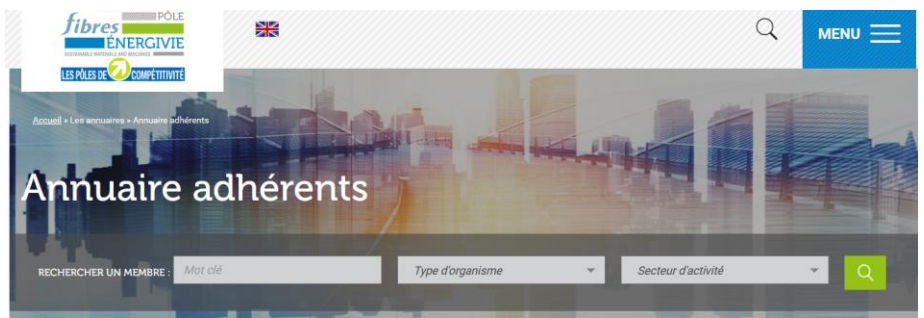 PÔLE
fibres
ÉNERGIVIE
SUSTAINABLE MATERIALS AND BUILDINGS
LES PÔLES DE COMPÉTITIVITÉ
MENU
Accueil » Les annuaires » Annuaire adhérents
Annuaire adhérents
RECHERCHER UN MEMBRE : Mot clé Type d'organisme Secteur d'activité